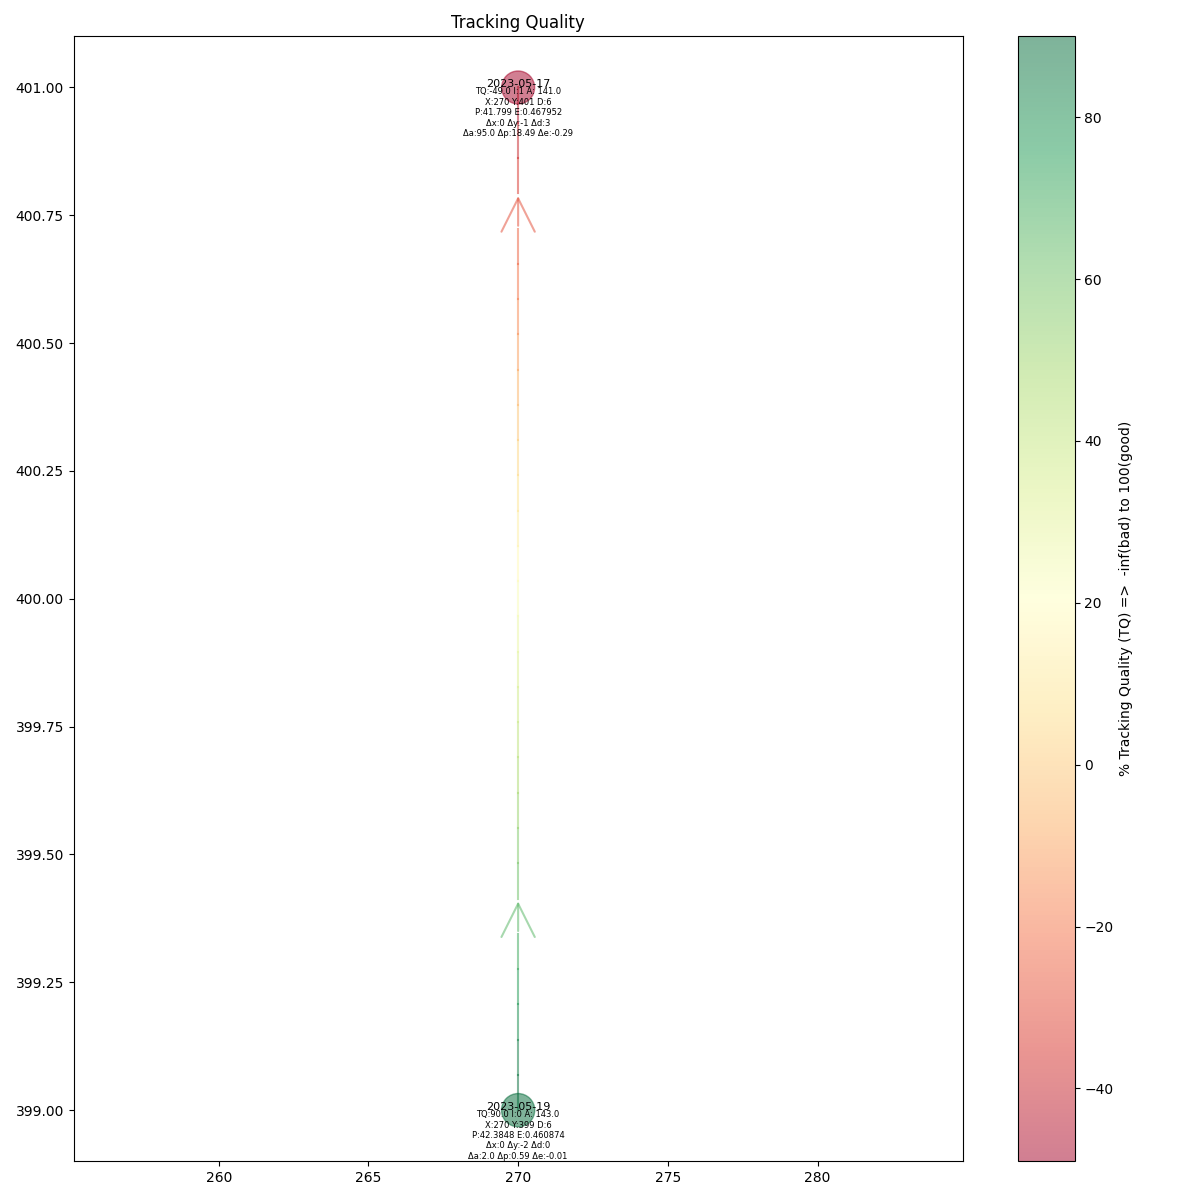 Tracking Quality
401.00
400.75
400.50
400.25
400.00
399.75
399.50
399.25
399.00
260
265
270
275
280
2023-05-17
TQ:-49.0 I:1 A: 141.0
X:270 Y:401 D:6
P:41.799 E:0.467952
Δx:0 Δy:-1 Δd:3
Δa:95.0 Δp:18.49 Δe:-0.29
2023-05-19
TQ:90.0 I:0 A: 143.0
X:270 Y:399 D:6
P:42.3848 E:0.460874
Δx:0 Δy:-2 Δd:0
Δa:2.0 Δp:0.59 Δe:-0.01
80
60
40
20
0
−20
−40
% Tracking Quality (TQ) => -inf(bad) to 100(good)